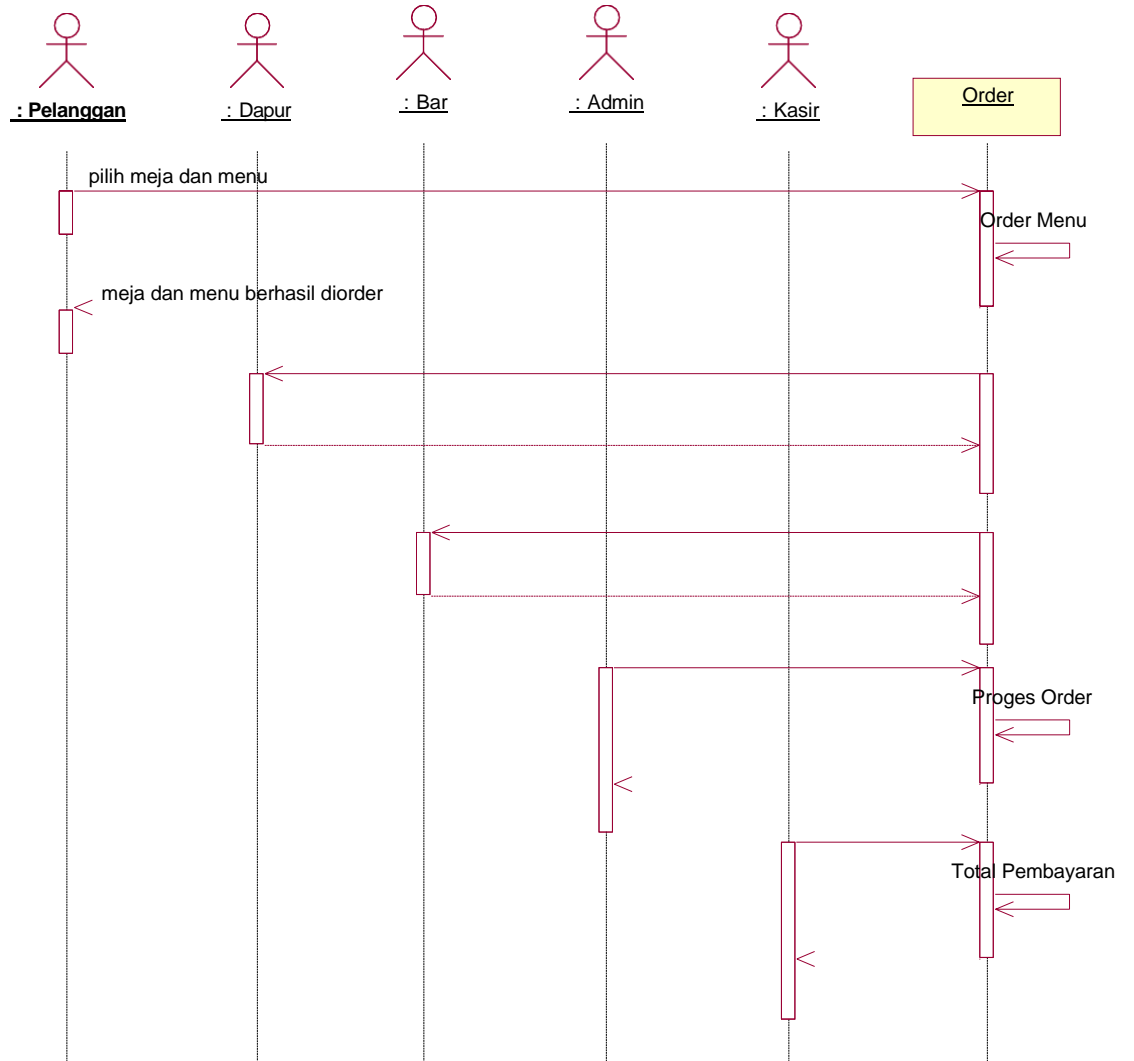 : Pelanggan
: Dapur
: Bar
: Admin
: Kasir
Order
pilih meja dan menu
Order Menu
meja dan menu berhasil diorder
Proges Order
Total Pembayaran